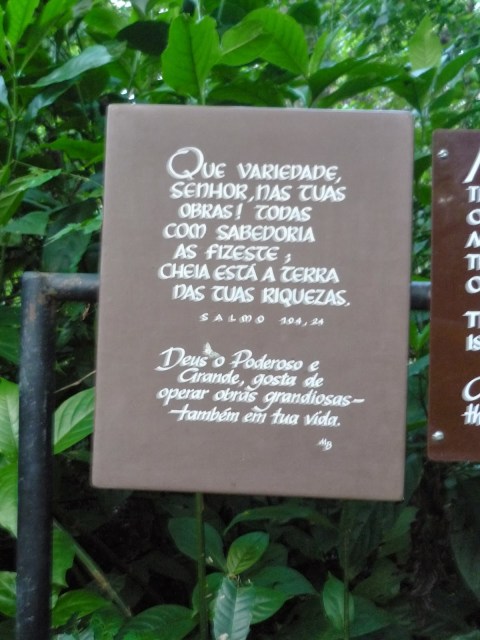 Que variedade,
Senhor, nas tuas
obras! Todas
com sabedoria
as fizeste;
cheia está a terra
das tuas riquezas.
SALMO 104,24
Deus o Poderoso e
Grande, gosta de
operar obras grandiosas—
também em tua vida.
MB